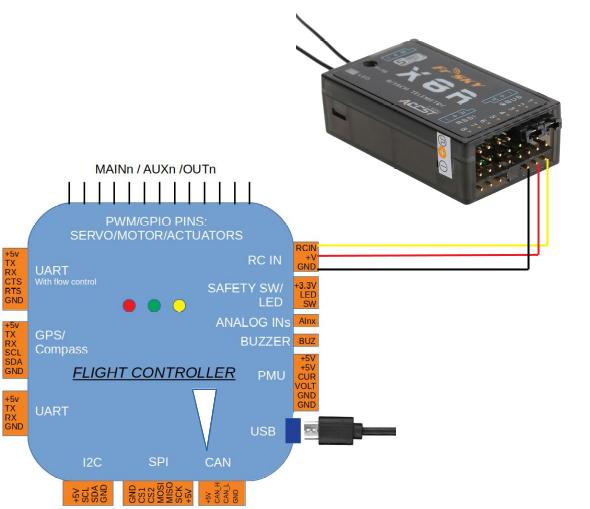 FrSKY
X6R
ACCST
SBUS
RSSI
MAINn / AUXn /OUTn
PWM/GPIO PINS:
SERVO/MOTOR/ACTUATORS
+5v
TX
RX
CTS
RTS
GND
UART
With flow control
RC IN
RCIN
+V
GND
SAFETY SW/
LED
+3.3V
LED
SW
ANALOG INs
AInx
BUZZER
BUZ
+5v
TX
RX
SCL
SDA
GND
GPS/
Compass
FLIGHT CONTROLLER
PMU
+5V
+5V
CUR
VOLT
GND
GND
+5v
TX
RX
GND
UART
USB
I2C
SPI
CAN
+5V
SCL
SDA
GND
GND
CS1
CS2
MOSI
MISO
SCK
+5V
+5V
CAN_H
CAN_L
GND